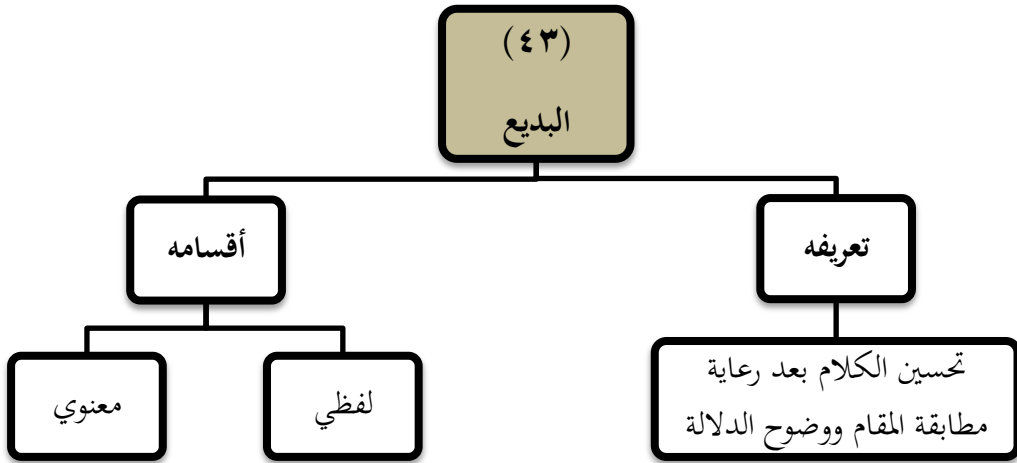 (٤٣)
البديع
تعريفه
أقسامه
تحسين الكلام بعد رعاية
مطابقة المقام ووضوح الدلالة
لفظي
معنوي